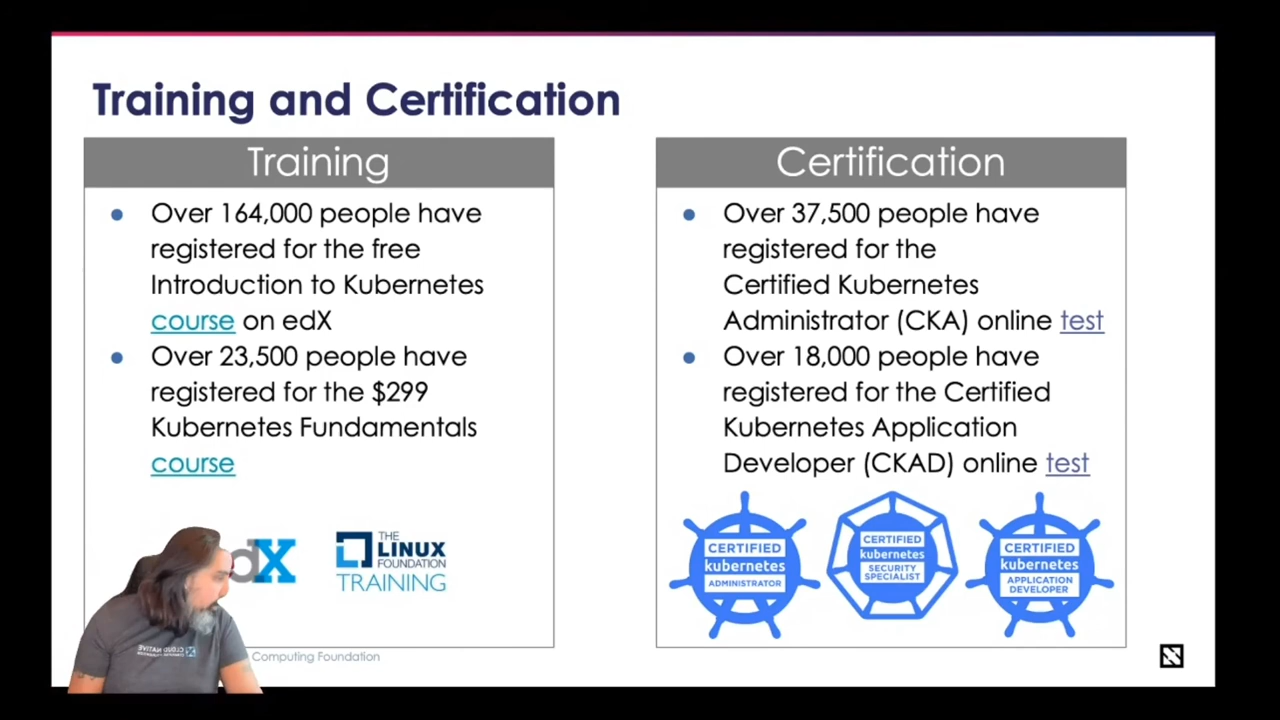 Training and Certification
Training
Over 164,000 people have
registered for the free
Introduction to Kubernetes
course on edX
Over 23,500 people have
registered for the $299
Kubernetes Fundamentals
course
dX
THE
LINUX
FOUNDATION
TRAINING
Certification
Over 37,500 people have
registered for the
Certified Kubernetes
Administrator (CKA) online test
Over 18,000 people have
registered for the Certified
Kubernetes Application
Developer (CKAD) online test
CERTIFIED
kubernetes
ADMINISTRATOR
CERTIFIED
kubernetes
SECURITY
SPECIALIST
CERTIFIED
kubernetes
APPLICATION
DEVELOPER
CLOUD NATIVE
Computing Foundation